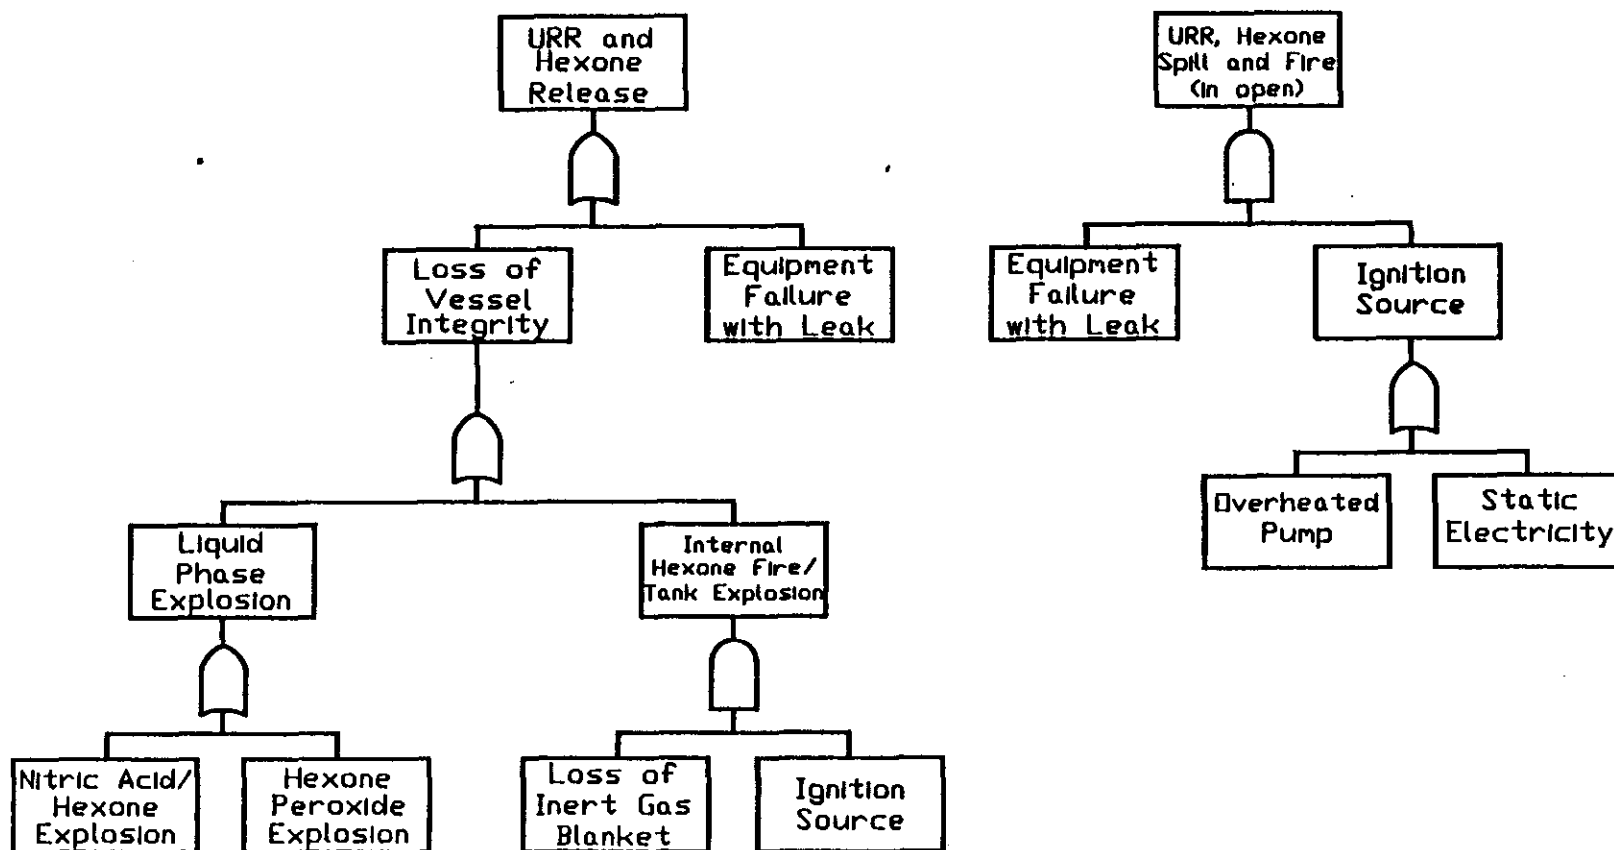 URR and
Hexone
Release
URR, Hexone
Spill and Fire
(in open)
Loss of
Vessel
Integrity
Equipment
Failure
with Leak
Equipment
Failure
with Leak
Ignition
Source
Overheated
Pump
Static
Electricity
Liquid
Phase
Explosion
Internal
Hexone Fire/
Tank Explosion
Nitric Acid/
Hexone
Explosion
Hexone
Peroxide
Explosion
Loss of
Inert Gas
Blanket
Ignition
Source